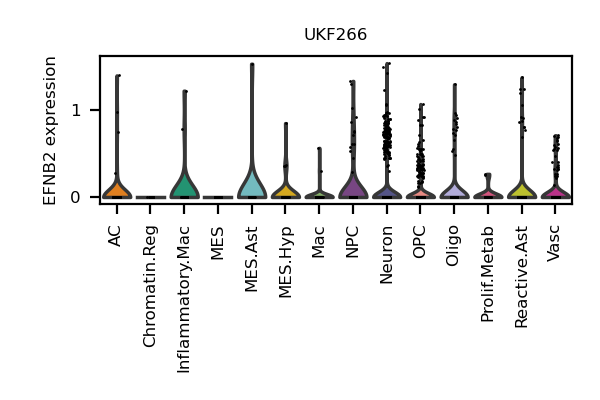 UKF266
EFNB2 expression
1
0
AC
Chromatin.Reg
Inflammatory.Mac
MES
MES.Ast
MES.Hyp
Mac
NPC
Neuron
OPC
Oligo
Prolif.Metab
Reactive.Ast
Vasc